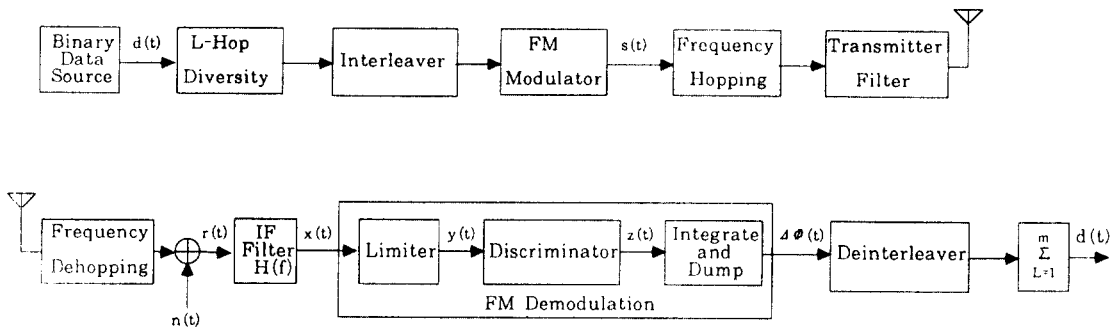 Binary
Data
Source
d(t)
L-Hop
Diversity
Interleaver
FM
Modulator
s(t)
Frequency
Hopping
Transmitter
Filter
Frequency
Dehopping
n(t)
r(t)
IF
Filter
H(f)
x(t)
Limiter
y(t)
Discriminator
z(t)
Integrate
and
Dump
FM Demodulation
ΔΦ(t)
Deinterleaver
m
Σ
L=1
d(t)